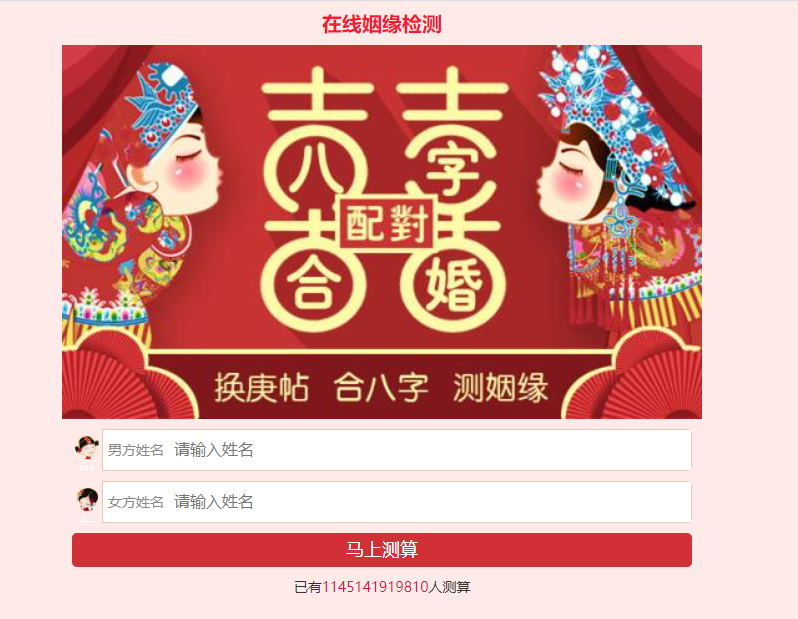 在线姻缘检测
八字
配對
合婚
换庚帖 合八字 测姻缘
男方姓名 请输入姓名
女方姓名 请输入姓名
马上测算
已有1145141919810人测算